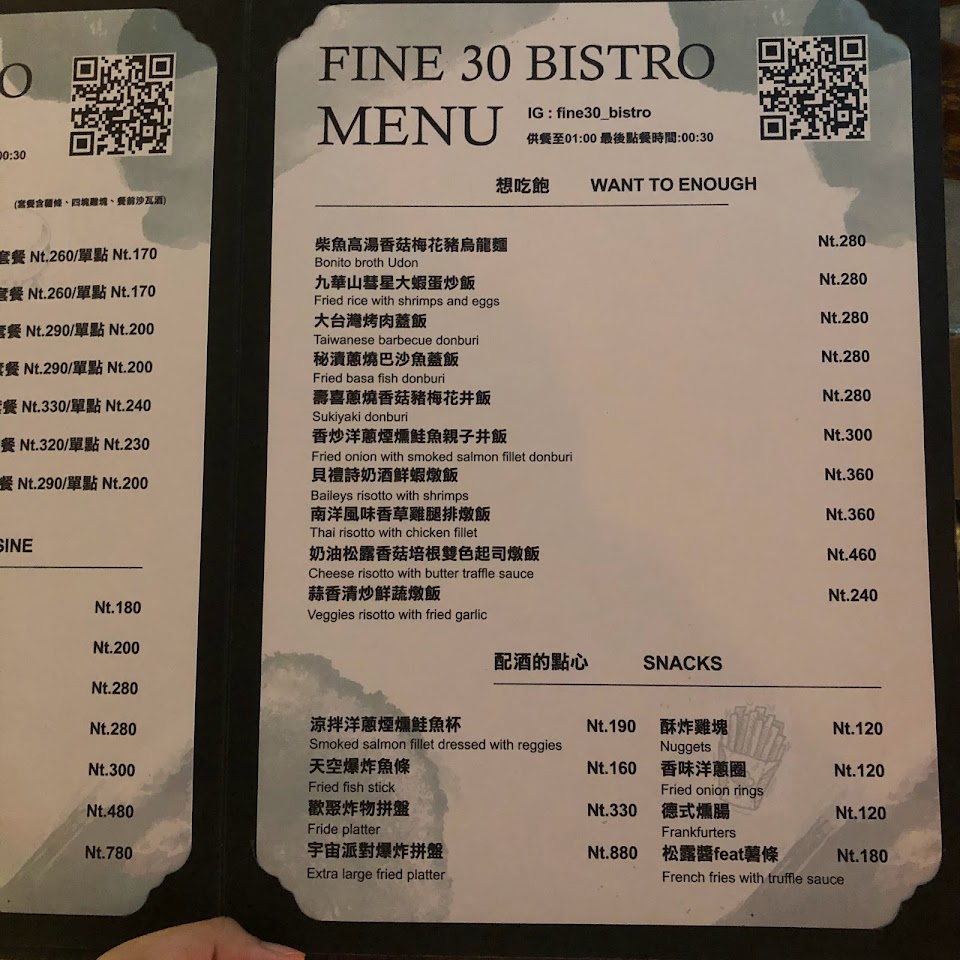 O
00:30
(套餐含薯條、四塊雞塊、餐前沙瓦酒)
套餐 Nt.260/單點 Nt.170
套餐 Nt.260/單點 Nt.170
套餐 Nt.290/單點 Nt.200
套餐 Nt.290/單點 Nt.200
套餐 Nt.330/單點 Nt.240
餐 Nt.320/單點 Nt.230
餐 Nt.290/單點 Nt.200
SINE
Nt.180
Nt.200
Nt.280
Nt.280
Nt.300
Nt.480
Nt.780
FINE 30 BISTRO
MENU
IG : fine30_bistro
供餐至01:00 最後點餐時間:00:30
想吃飽 WANT TO ENOUGH
柴魚高湯香菇梅花豬烏龍麵 Nt.280
Bonito broth Udon
九華山彗星大蝦蛋炒飯 Nt.280
Fried rice with shrimps and eggs
大台灣烤肉蓋飯 Nt.280
Taiwanese barbecue donburi
秘漬蔥燒巴沙魚蓋飯 Nt.280
Fried basa fish donburi
壽喜蔥燒香菇豬梅花井飯 Nt.280
Sukiyaki donburi
香炒洋蔥煙燻鮭魚親子井飯 Nt.300
Fried onion with smoked salmon fillet donburi
貝禮詩奶酒鮮蝦燉飯 Nt.360
Baileys risotto with shrimps
南洋風味香草雞腿排燉飯 Nt.360
Thai risotto with chicken fillet
奶油松露香菇培根雙色起司燉飯 Nt.460
Cheese risotto with butter traffle sauce
蒜香清炒鮮蔬燉飯 Nt.240
Veggies risotto with fried garlic
配酒的點心 SNACKS
涼拌洋蔥煙燻鮭魚杯 Nt.190
Smoked salmon fillet dressed with reggies
天空爆炸魚條 Nt.160
Fried fish stick
歡聚炸物拼盤 Nt.330
Fride platter
宇宙派對爆炸拼盤 Nt.880
Extra large fried platter
酥炸雞塊 Nt.120
Nuggets
香味洋蔥圈 Nt.120
Fried onion rings
德式燻腸 Nt.120
Frankfurters
松露醬feat薯條 Nt.180
French fries with truffle sauce